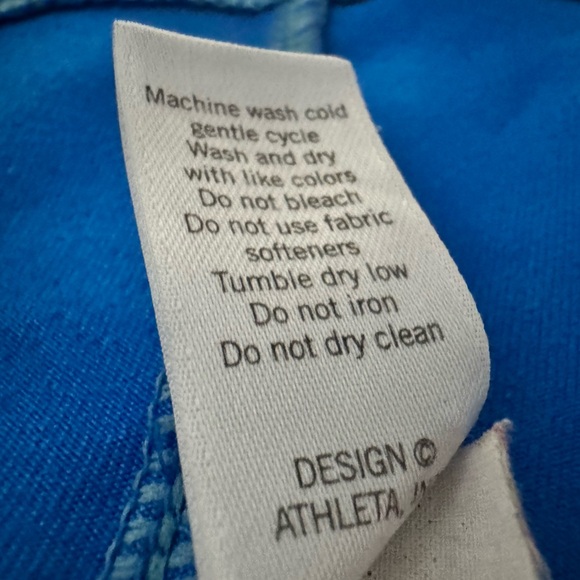 Machine wash cold
gentle cycle
Wash and dry
with like colors
Do not bleach
Do not use fabric
softeners
Tumble dry low
Do not iron
Do not dry clean
DESIGN ©
ATHLETA,